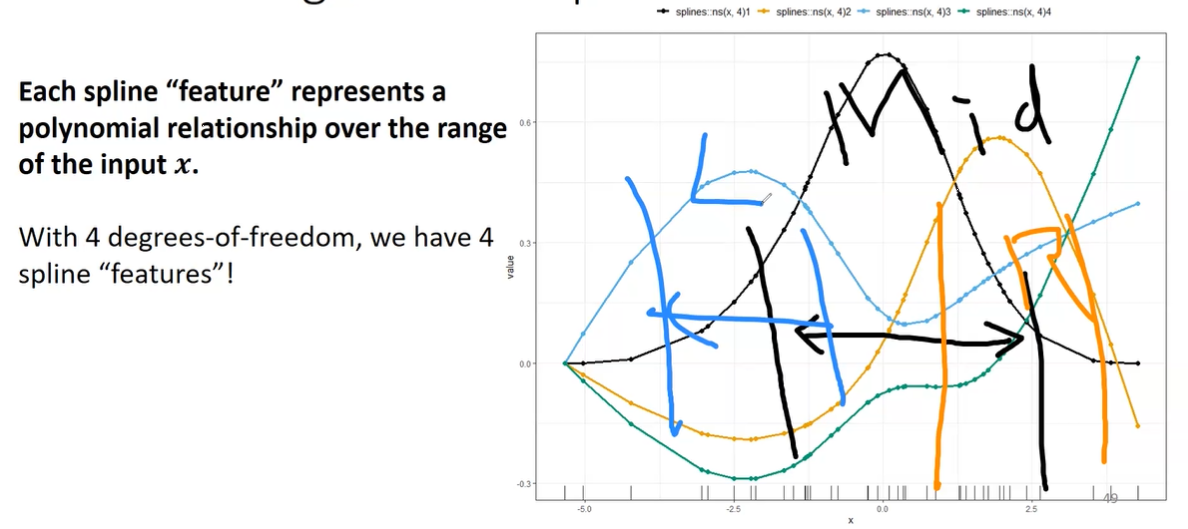 splines::ns(x, 4)1 splines::ns(x, 4)2 splines::ns(x, 4)3 splines::ns(x, 4)4
Each spline “feature” represents a
polynomial relationship over the range
of the input x.
With 4 degrees-of-freedom, we have 4
spline “features”!
Mid
L
R
value
0.6
0.3
0.0
-0.3
-5.0 -2.5 0.0 2.5
x
49